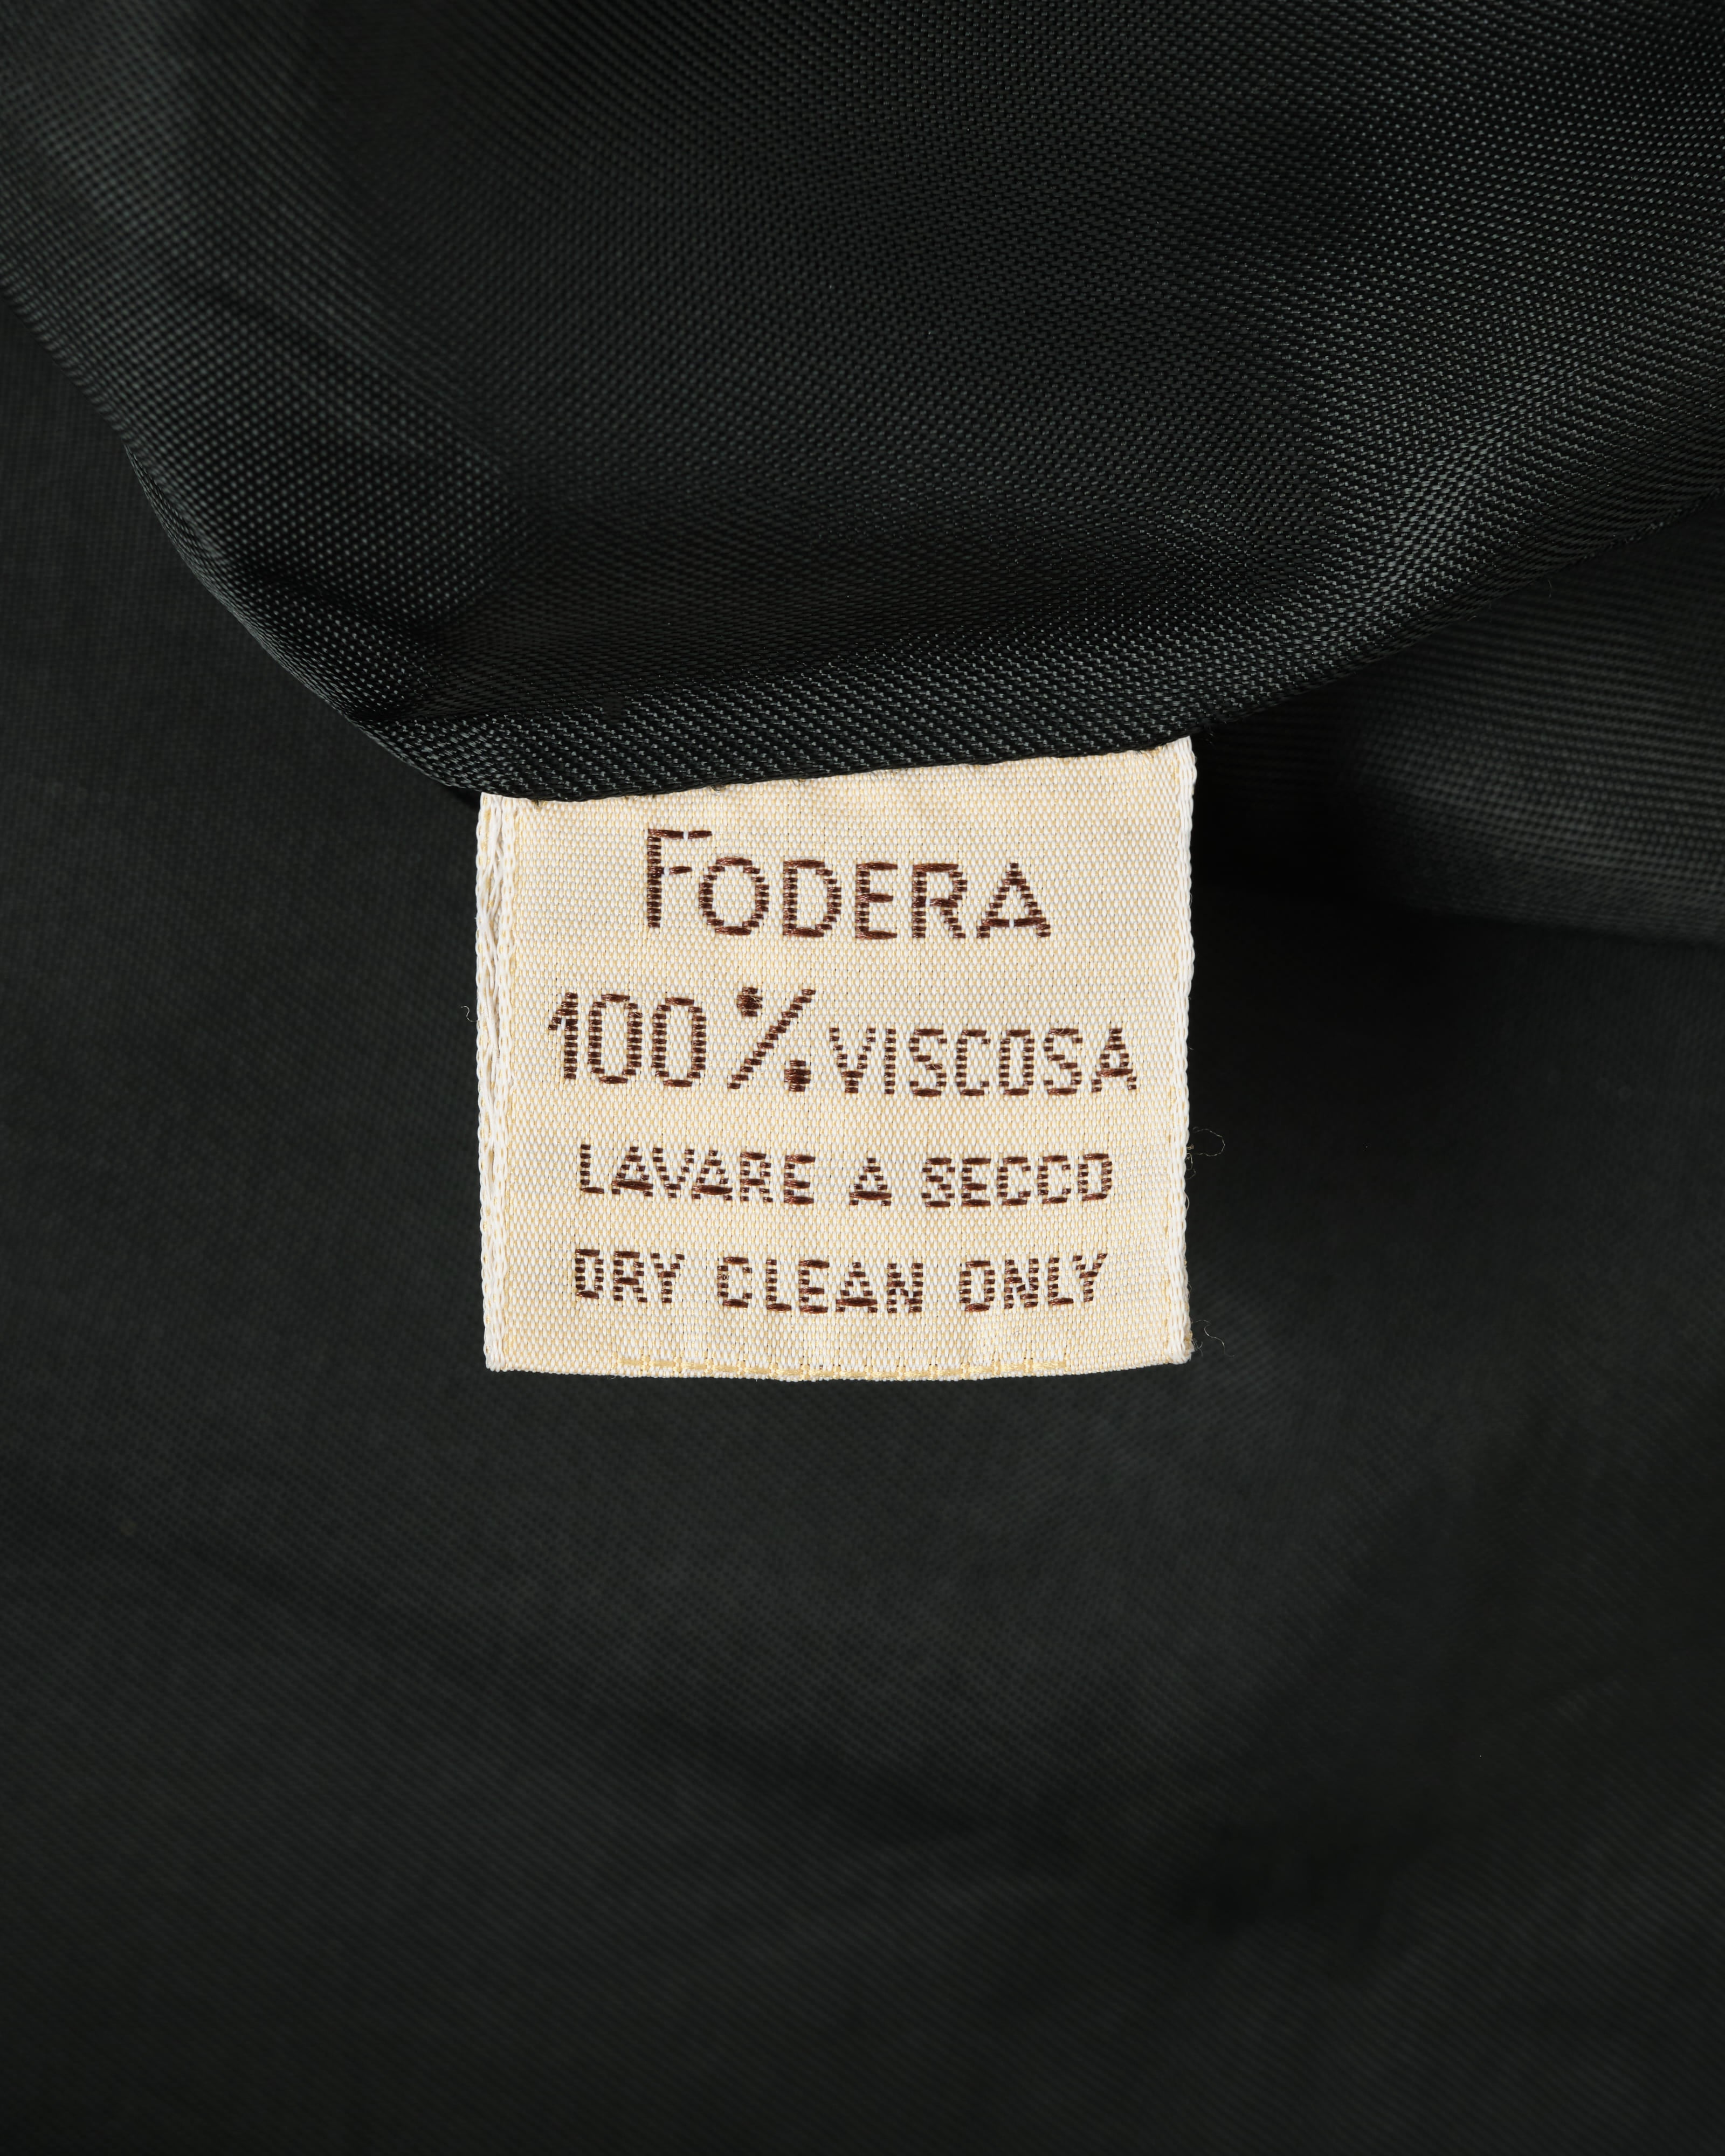 FODERA
100% VISCOSA
LAVARE A SECCO
DRY CLEAN ONLY